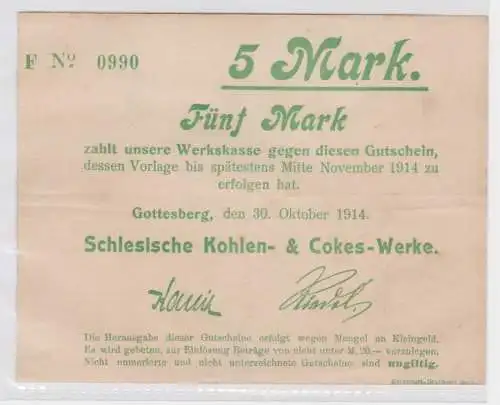 F Nº 0990
5 Mark.
Fünf Mark
zahlt unsere Werkskasse gegen diesen Gutschein,
dessen Vorlage bis spätestens Mitte November 1914 zu
erfolgen hat.
Gottesberg, den 30. Oktober 1914.
Schlesische Kohlen- & Cokes-Werke.
Die Herausgabe dieser Gutscheine erfolgt wegen Mangel an Kleingeld.
Es wird gebeten, zur Einlösung Beträge von nicht unter M. 20.— vorzulegen.
Nicht numerierte und nicht unterzeichnete Gutscheine sind ungiltig.